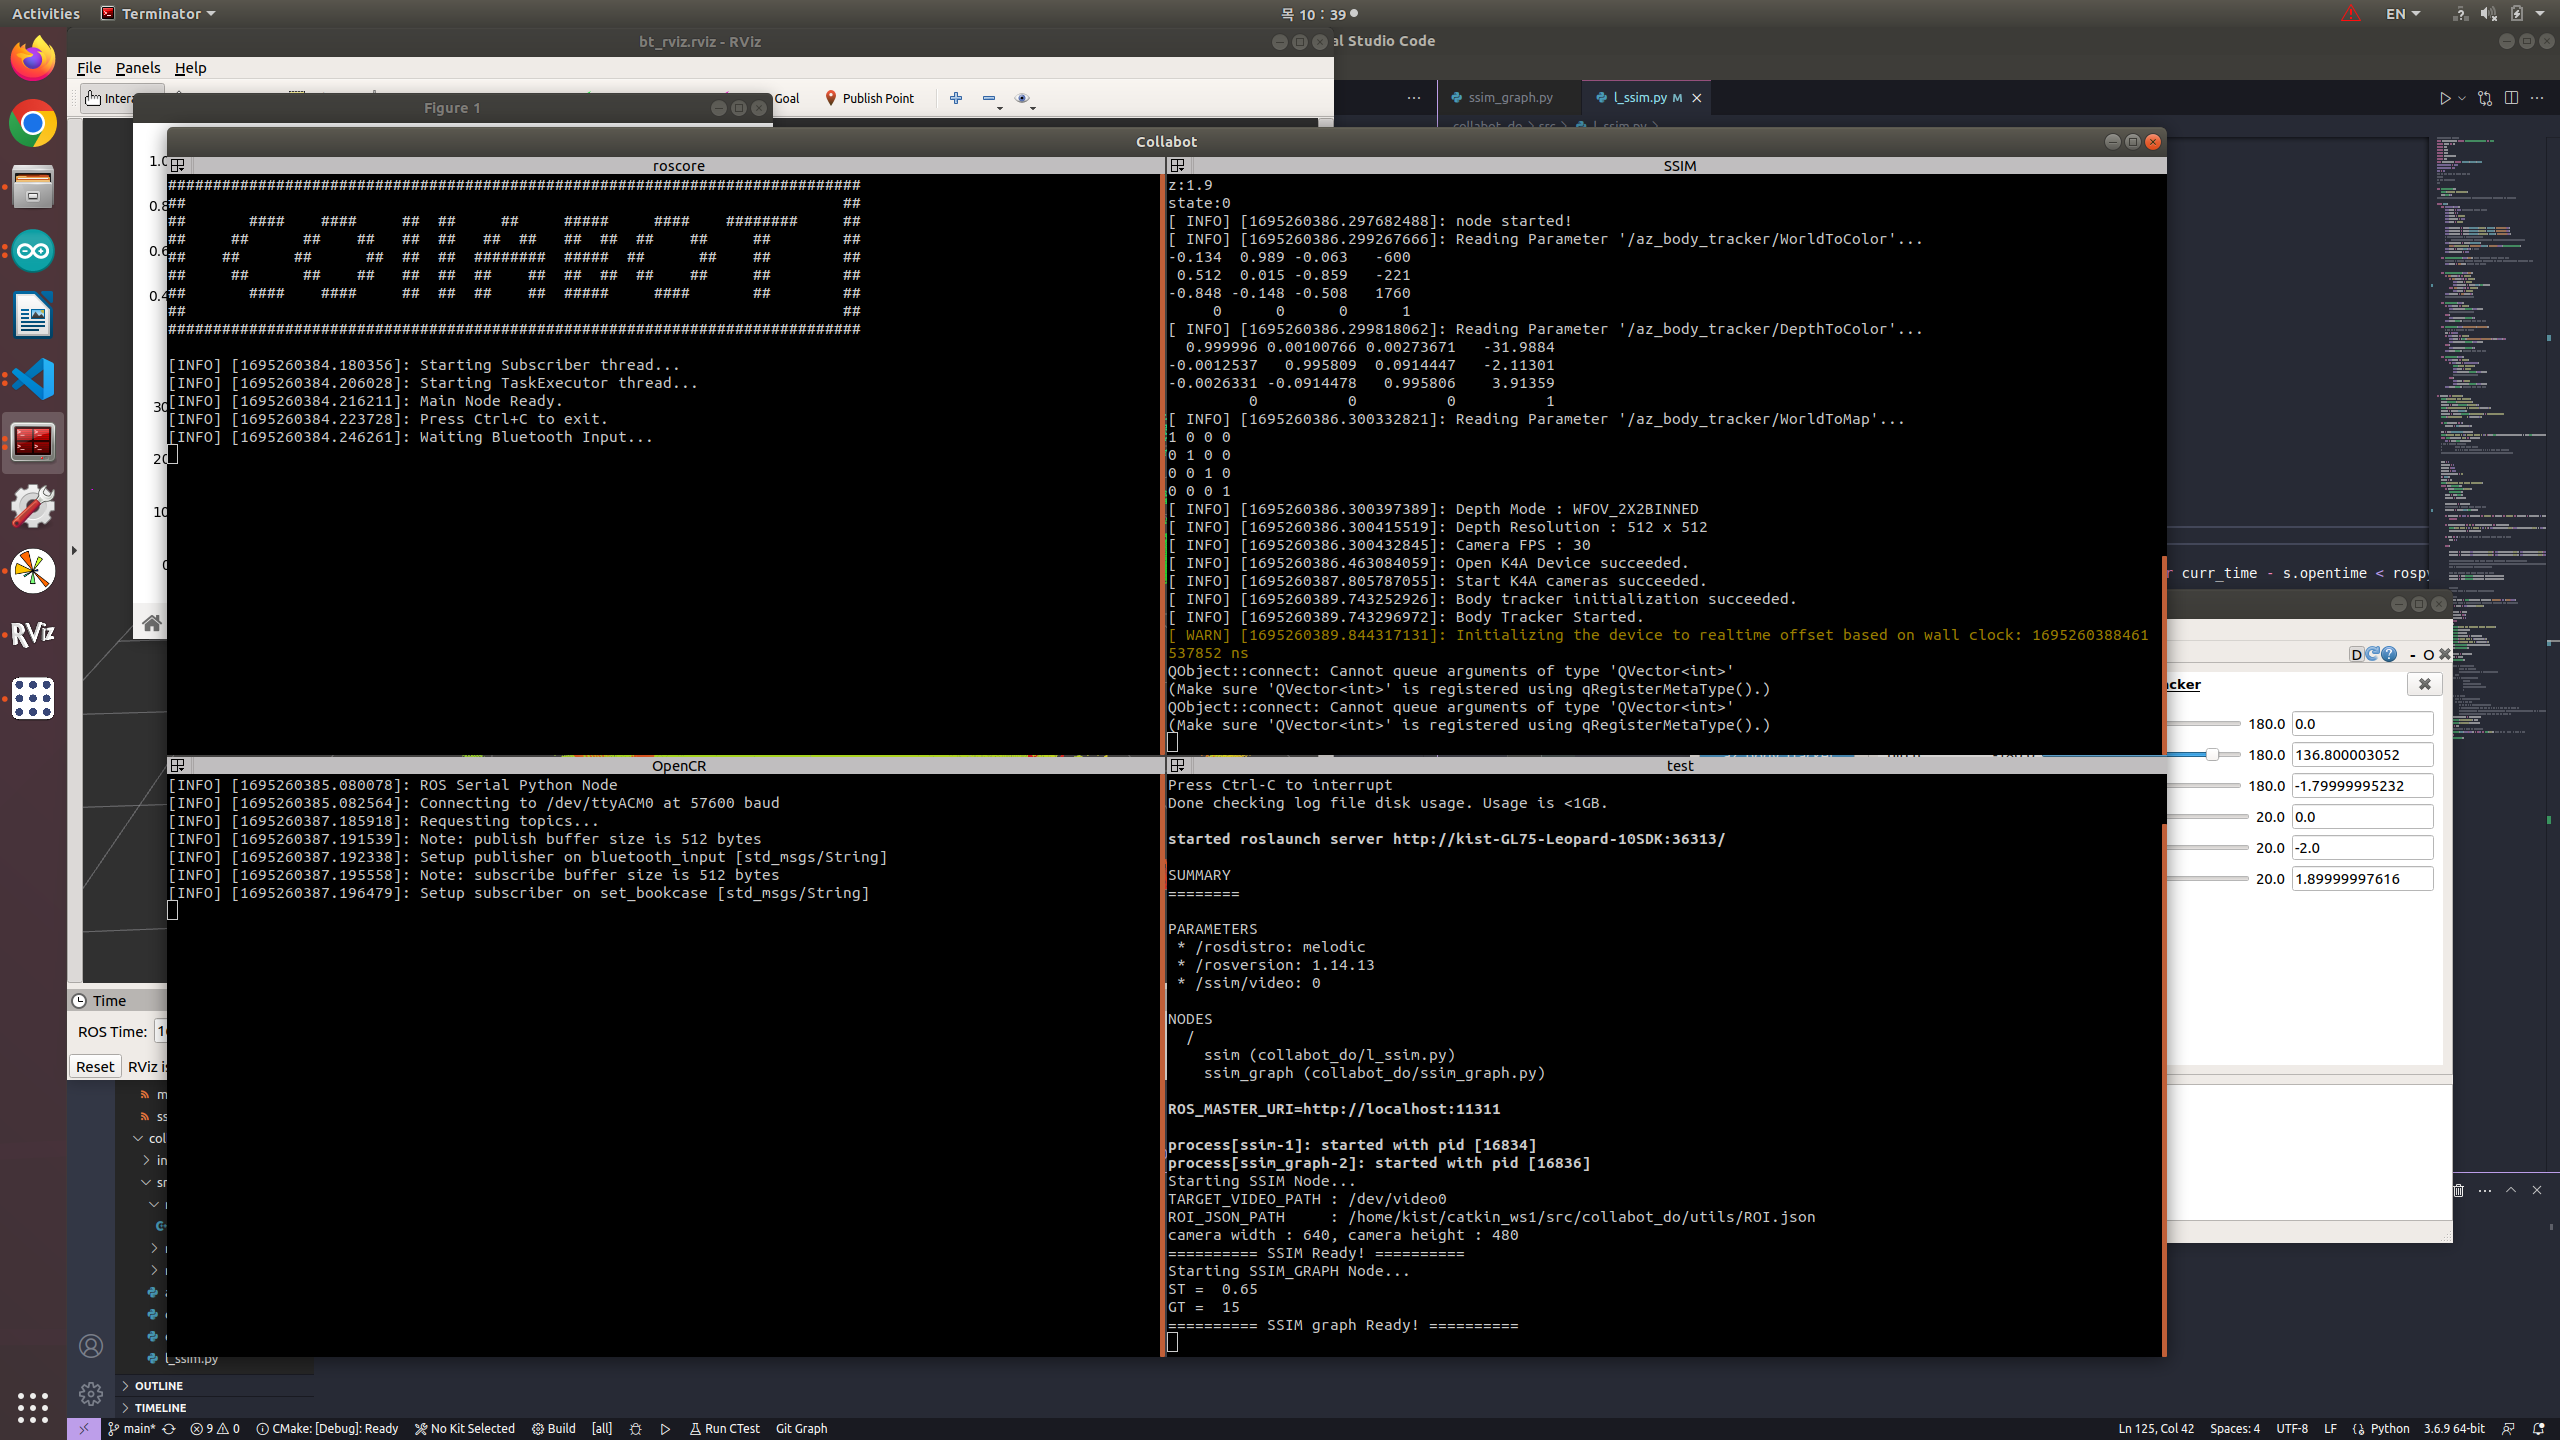 Activities
Terminator
목 10 : 39
EN
bt_rviz.rviz - RViz
al Studio Code
File Panels Help
Goal
Publish Point
ssim_graph.py
l_ssim.py M
Figure 1
Collabot
roscore
SSIM
1.0
0.8
0.6
0.4
30
20
10
[INFO] [1695260384.180356]: Starting Subscriber thread...
[INFO] [1695260384.206028]: Starting TaskExecutor thread...
[INFO] [1695260384.216211]: Main Node Ready.
[INFO] [1695260384.223728]: Press Ctrl+C to exit.
[INFO] [1695260384.246261]: Waiting Bluetooth Input...
z:1.9
state:0
[ INFO] [1695260386.297682488]: node started!
[ INFO] [1695260386.299267666]: Reading Parameter '/az_body_tracker/WorldToColor'...
-0.134 0.989 -0.063 -600
0.512 0.015 -0.859 -221
-0.848 -0.148 -0.508 1760
0 0 0 1
[ INFO] [1695260386.299818062]: Reading Parameter '/az_body_tracker/DepthToColor'...
0.999996 0.00100766 0.00273671 -31.9884
-0.0012537 0.995809 0.0914447 -2.11301
-0.0026331 -0.0914478 0.995806 3.91359
0 0 0 1
[ INFO] [1695260386.300332821]: Reading Parameter '/az_body_tracker/WorldToMap'...
1 0 0 0
0 1 0 0
0 0 1 0
0 0 0 1
[ INFO] [1695260386.300397389]: Depth Mode : WFOV_2X2BINNED
[ INFO] [1695260386.300415519]: Depth Resolution : 512 x 512
[ INFO] [1695260386.300432845]: Camera FPS : 30
[ INFO] [1695260386.463084059]: Open K4A Device succeeded.
[ INFO] [1695260387.805787055]: Start K4A cameras succeeded.
[ INFO] [1695260389.743252926]: Body tracker initialization succeeded.
[ INFO] [1695260389.743296972]: Body Tracker Started.
[ WARN] [1695260389.844317131]: Initializing the device to realtime offset based on wall clock: 1695260388461
537852 ns
QObject::connect: Cannot queue arguments of type 'QVector<int>'
(Make sure 'QVector<int>' is registered using qRegisterMetaType().)
QObject::connect: Cannot queue arguments of type 'QVector<int>'
(Make sure 'QVector<int>' is registered using qRegisterMetaType().)
curr_time - s.opentime < rospy
D
- O
acker
180.0 0.0
180.0 136.800003052
180.0 -1.79999995232
20.0 0.0
20.0 -2.0
20.0 1.89999997616
OpenCR
test
[INFO] [1695260385.080078]: ROS Serial Python Node
[INFO] [1695260385.082564]: Connecting to /dev/ttyACM0 at 57600 baud
[INFO] [1695260387.185918]: Requesting topics...
[INFO] [1695260387.191539]: Note: publish buffer size is 512 bytes
[INFO] [1695260387.192338]: Setup publisher on bluetooth_input [std_msgs/String]
[INFO] [1695260387.195558]: Note: subscribe buffer size is 512 bytes
[INFO] [1695260387.196479]: Setup subscriber on set_bookcase [std_msgs/String]
Press Ctrl-C to interrupt
Done checking log file disk usage. Usage is <1GB.
started roslaunch server http://kist-GL75-Leopard-10SDK:36313/
SUMMARY
========
PARAMETERS
* /rosdistro: melodic
* /rosversion: 1.14.13
* /ssim/video: 0
NODES
/
ssim (collabot_do/l_ssim.py)
ssim_graph (collabot_do/ssim_graph.py)
ROS_MASTER_URI=http://localhost:11311
process[ssim-1]: started with pid [16834]
process[ssim_graph-2]: started with pid [16836]
Starting SSIM Node...
TARGET_VIDEO_PATH : /dev/video0
ROI_JSON_PATH : /home/kist/catkin_ws1/src/collabot_do/utils/ROI.json
camera width : 640, camera height : 480
========== SSIM Ready! ==========
Starting SSIM_GRAPH Node...
ST = 0.65
GT = 15
========== SSIM graph Ready! ==========
RViz
Time
ROS Time:
Reset
l_ssim.py
OUTLINE
TIMELINE
main* 9 0 CMake: [Debug]: Ready No Kit Selected Build [all] Run CTest Git Graph
Ln 125, Col 42 Spaces: 4 UTF-8 LF Python 3.6.9 64-bit